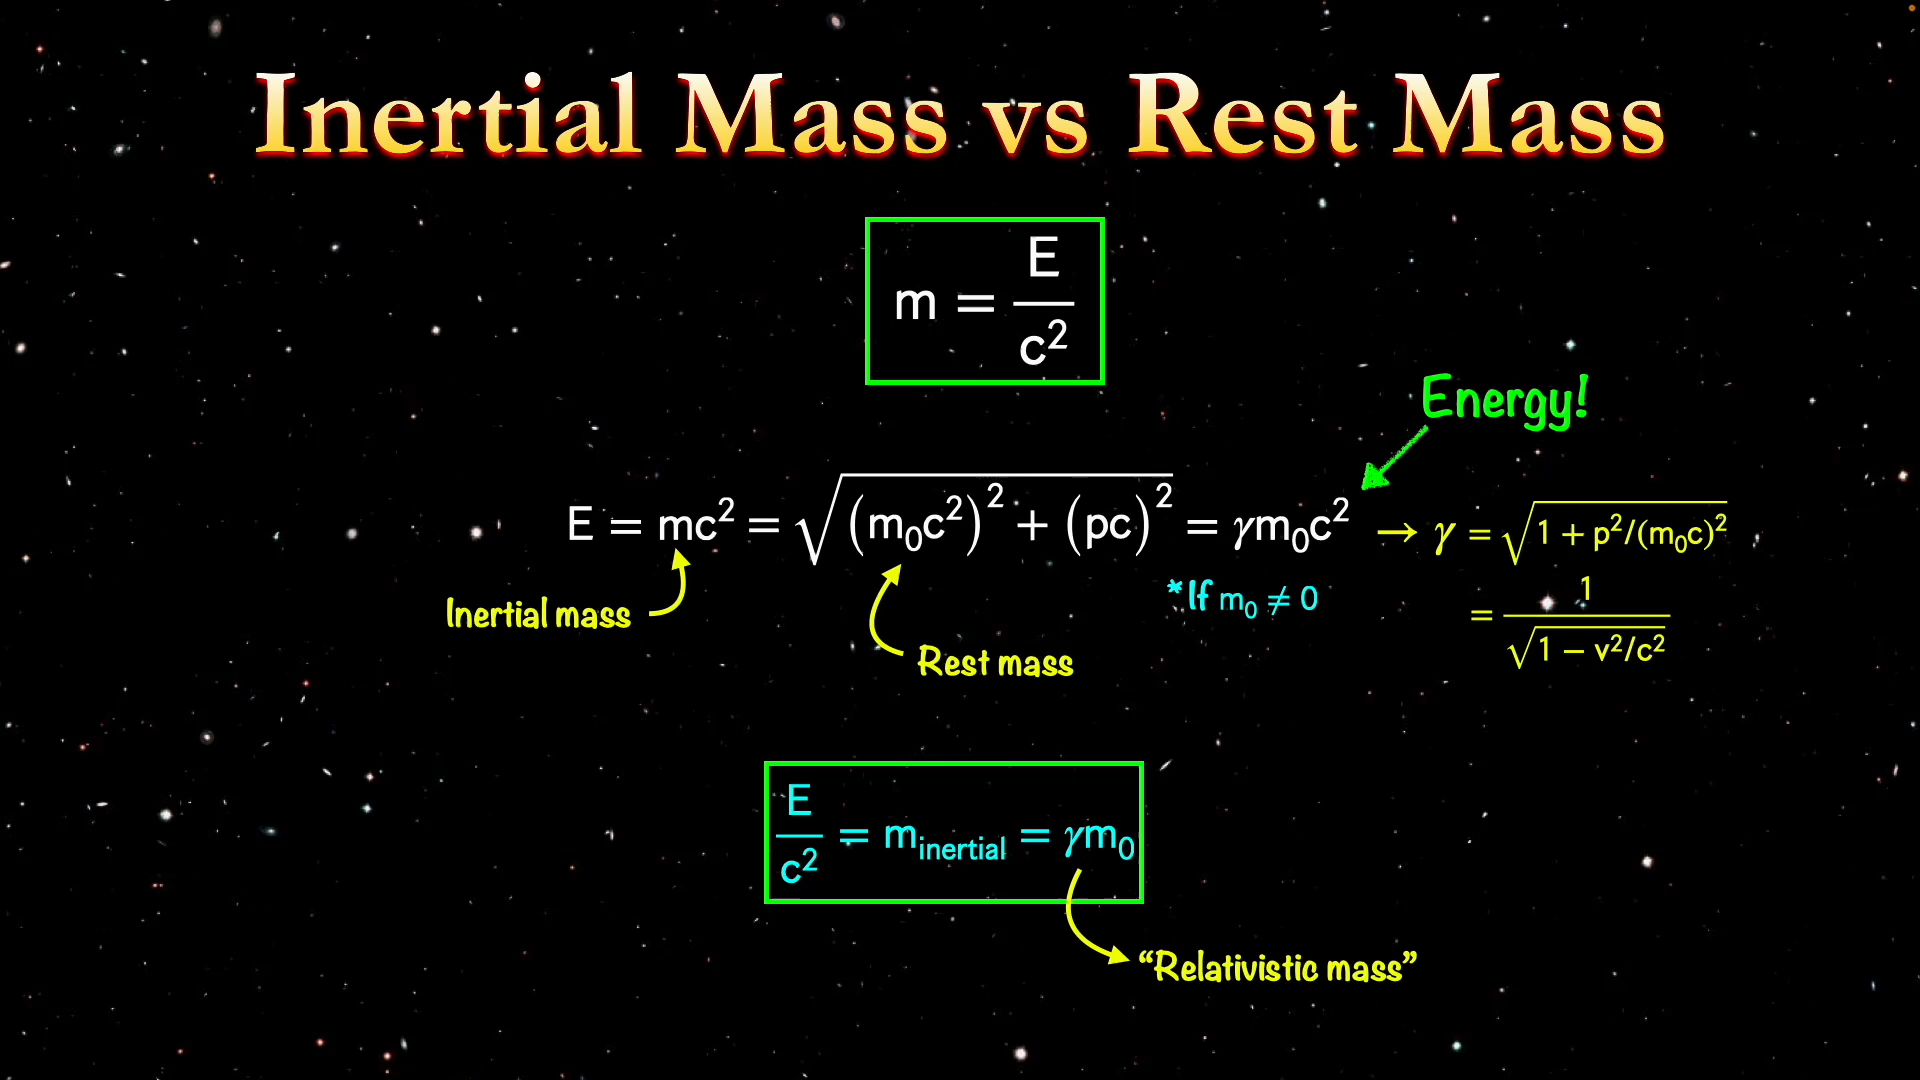 Inertial Mass vs Rest Mass
m = E/c²
Energy!
E = mc² = √((m₀c²)² + (pc)²) = γm₀c² → γ = √(1 + p²/(m₀c)²)
*If m₀ ≠ 0
= 1/√(1 − v²/c²)
Inertial mass
Rest mass
E/c² = m_inertial = γm₀
“Relativistic mass”